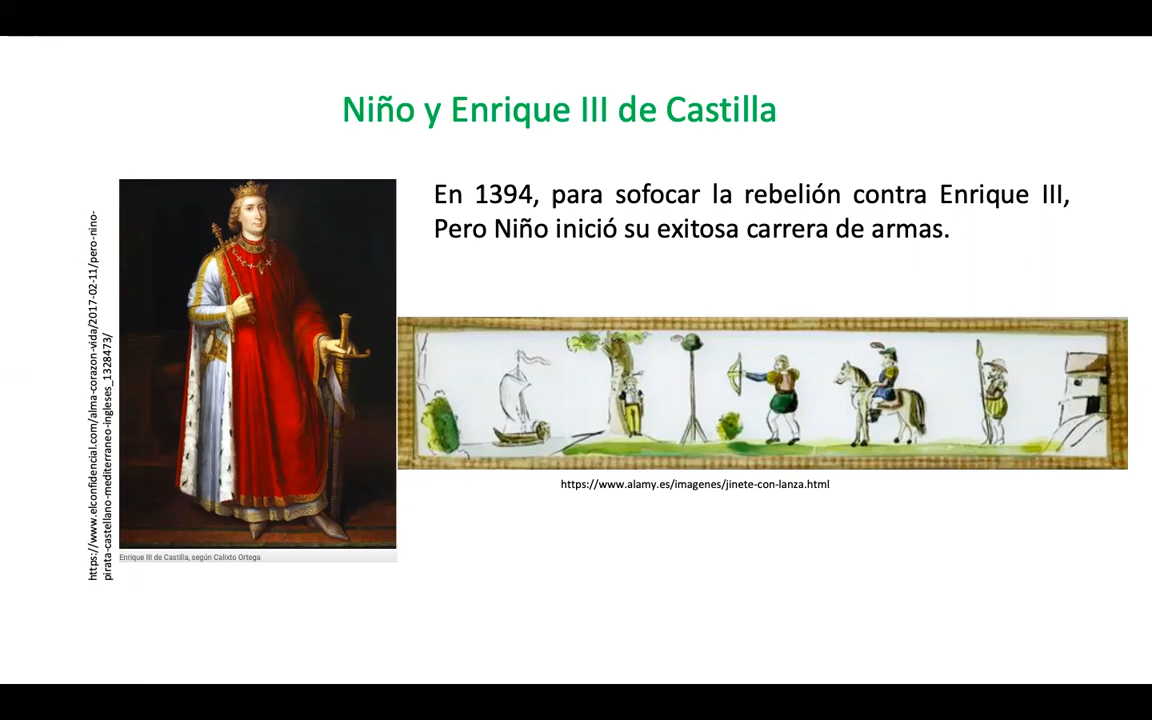 Niño y Enrique III de Castilla
En 1394, para sofocar la rebelión contra Enrique III,
Pero Niño inició su exitosa carrera de armas.
https://www.elconfidencial.com/alma-corazon-vida/2017-02-11/pero-nino-
pirata-castellano-mediterraneo-ingleses_1328473/
https://www.alamy.es/imagenes/jinete-con-lanza.html
Enrique III de Castilla, según Calixto Ortega